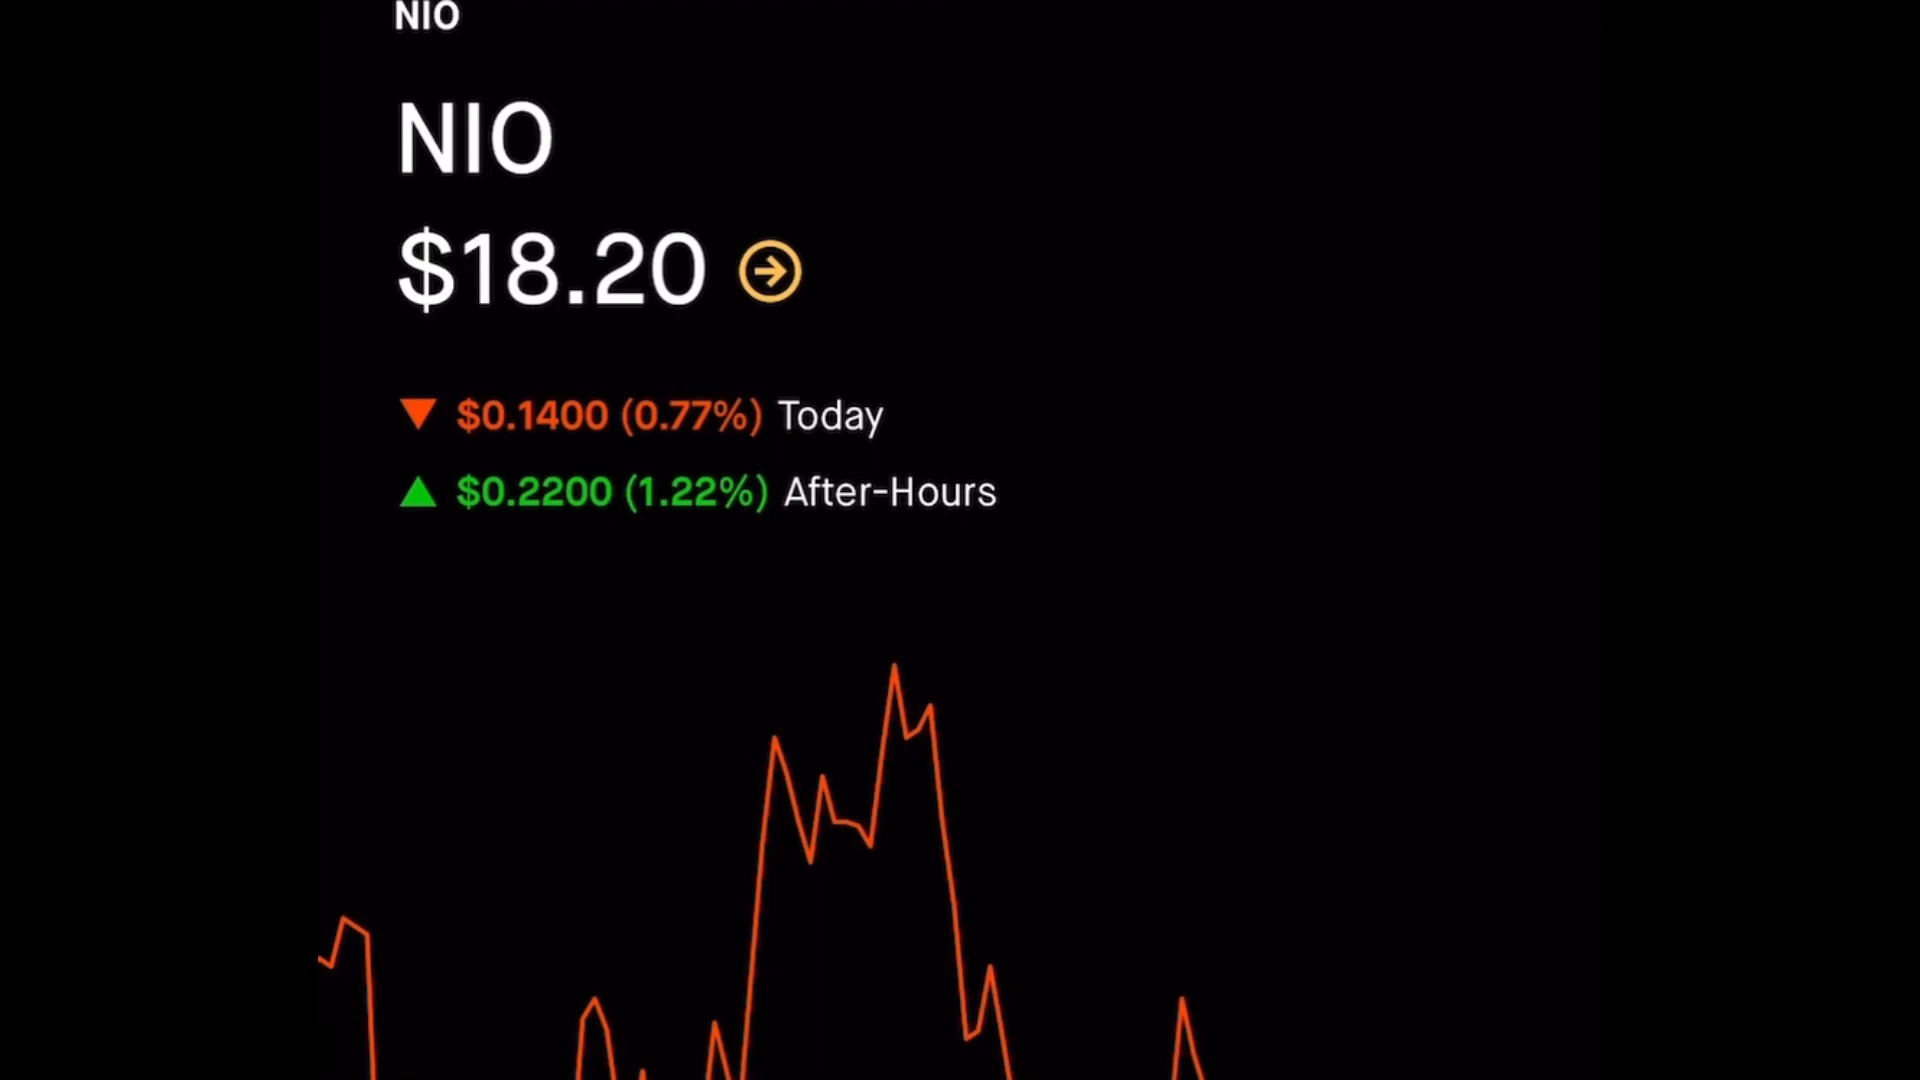 NIO
NIO
$18.20
$0.1400 (0.77%) Today
$0.2200 (1.22%) After-Hours